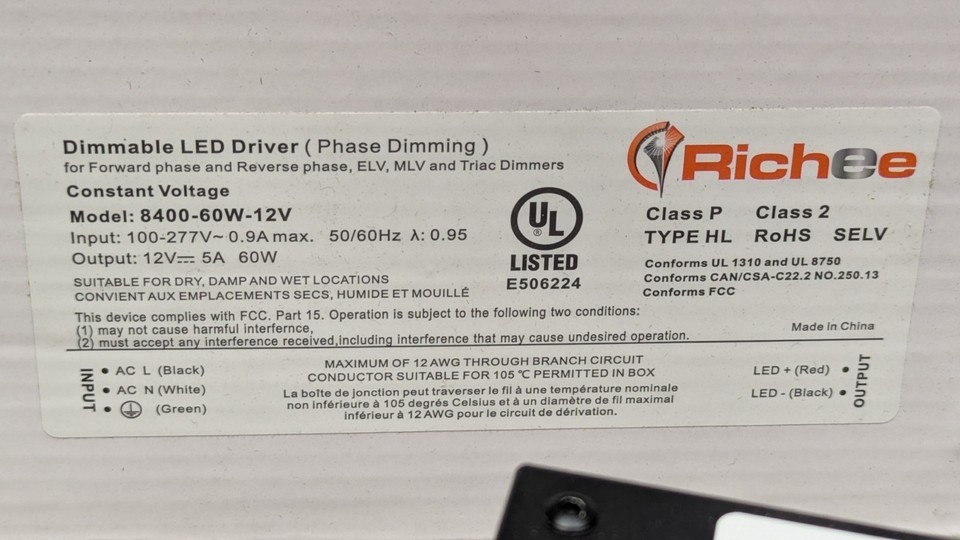 Dimmable LED Driver ( Phase Dimming )
for Forward phase and Reverse phase, ELV, MLV and Triac Dimmers
Constant Voltage
Model: 8400-60W-12V
Input: 100-277V~ 0.9A max. 50/60Hz λ: 0.95
Output: 12V⎓ 5A 60W
SUITABLE FOR DRY, DAMP AND WET LOCATIONS
CONVIENT AUX EMPLACEMENTS SECS, HUMIDE ET MOUILLÉ
UL
®
LISTED
E506224
Richee
Class P Class 2
TYPE HL RoHS SELV
Conforms UL 1310 and UL 8750
Conforms CAN/CSA-C22.2 NO.250.13
Conforms FCC
This device complies with FCC. Part 15. Operation is subject to the following two conditions:
(1) may not cause harmful interfernce,
(2) must accept any interference received,including interference that may cause undesired operation.
Made in China
INPUT
AC L (Black)
AC N (White)
(Green)
MAXIMUM OF 12 AWG THROUGH BRANCH CIRCUIT
CONDUCTOR SUITABLE FOR 105 ℃ PERMITTED IN BOX
La boîte de jonction peut traverser le fil à une température nominale
non inférieure à 105 degrés Celsius et à un diamètre de fil maximal
inférieur à 12 AWG pour le circuit de dérivation.
LED + (Red)
LED - (Black)
OUTPUT